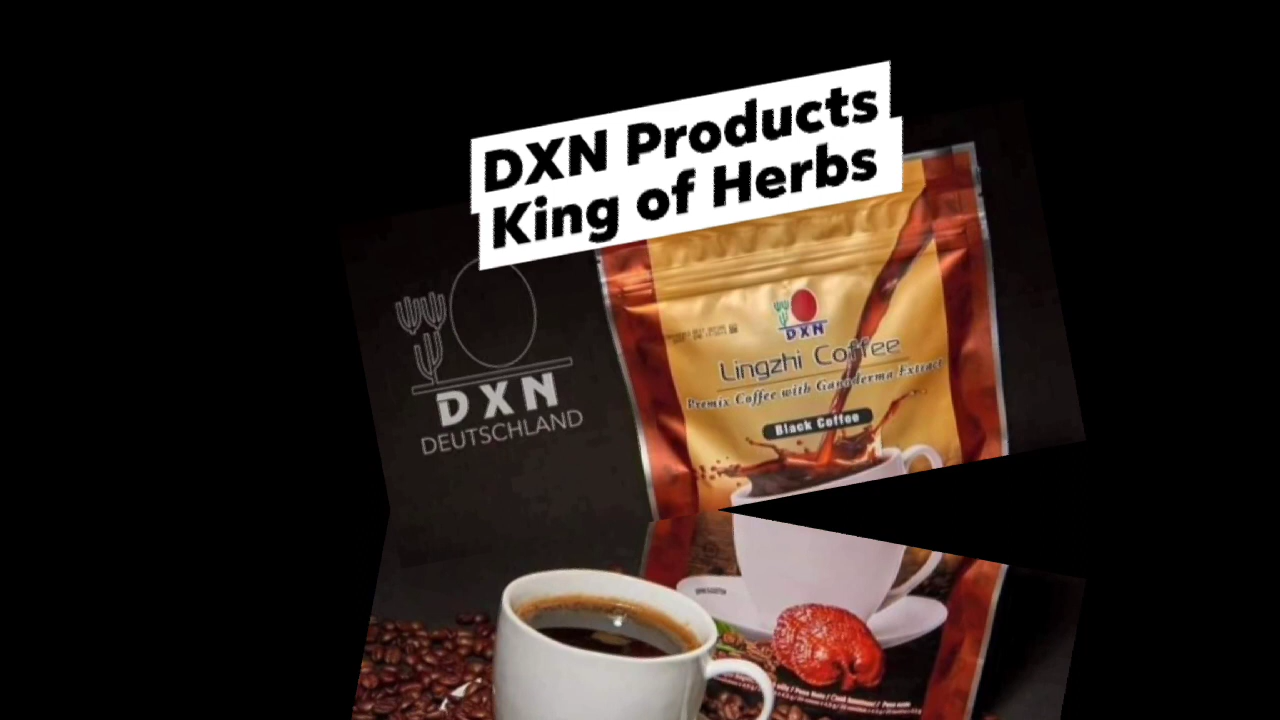 DXN Products
King of Herbs
DXN
DEUTSCHLAND
DXN
Lingzhi Coffee
Premix Coffee with Ganoderma Extract
Black Coffee